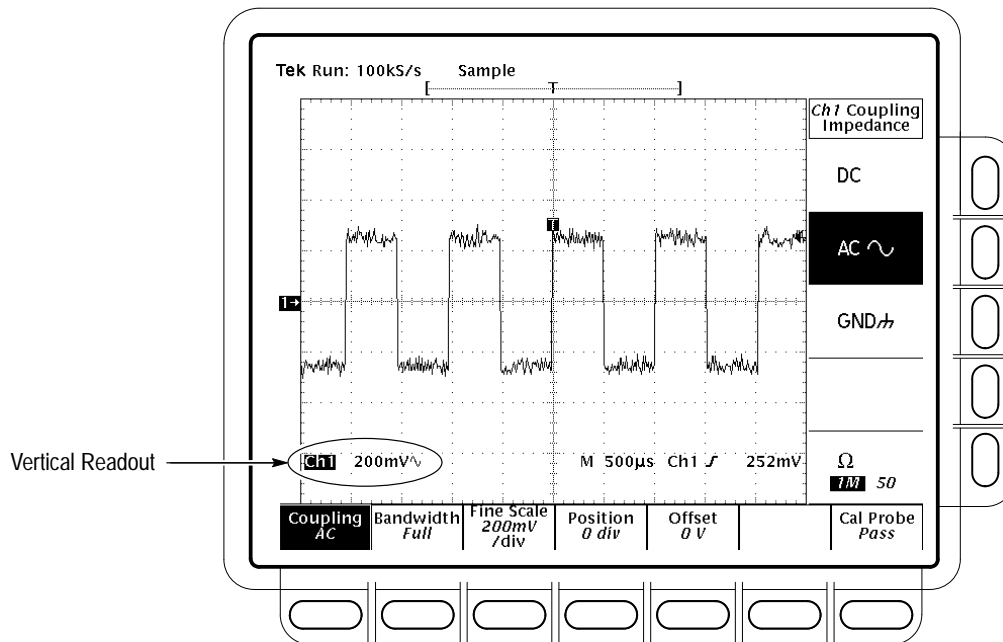 Tek Run: 100kS/s Sample
[ T ]
Ch1 Coupling
Impedance
DC
AC
T
1→
GND
Vertical Readout
Ch1 200mV∿ M 500µs Ch1 252mV
Ω
1M 50
Coupling
AC
Bandwidth
Full
Fine Scale
200mV
/div
Position
0 div
Offset
0 V
Cal Probe
Pass